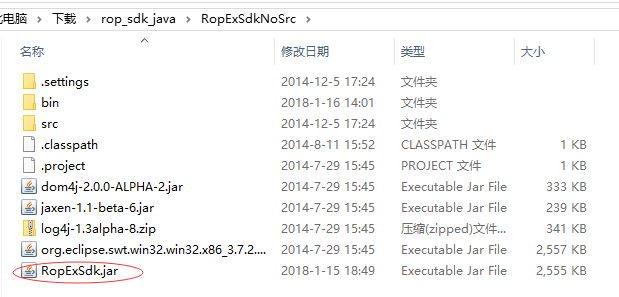 此电脑 › 下载 › rop_sdk_java › RopExSdkNoSrc ›
名称 修改日期 类型 大小
.settings 2014-12-5 17:24 文件夹
bin 2018-1-16 14:01 文件夹
src 2014-12-5 17:24 文件夹
.classpath 2014-8-11 15:52 CLASSPATH 文件 1 KB
.project 2014-7-29 15:45 PROJECT 文件 1 KB
dom4j-2.0.0-ALPHA-2.jar 2014-7-29 15:45 Executable Jar File 333 KB
jaxen-1.1-beta-6.jar 2014-7-29 15:45 Executable Jar File 239 KB
log4j-1.3alpha-8.zip 2014-7-29 15:45 压缩(zipped)文件... 341 KB
org.eclipse.swt.win32.win32.x86_3.7.2.... 2014-7-29 15:45 Executable Jar File 2,557 KB
RopExSdk.jar 2018-1-15 18:49 Executable Jar File 2,555 KB